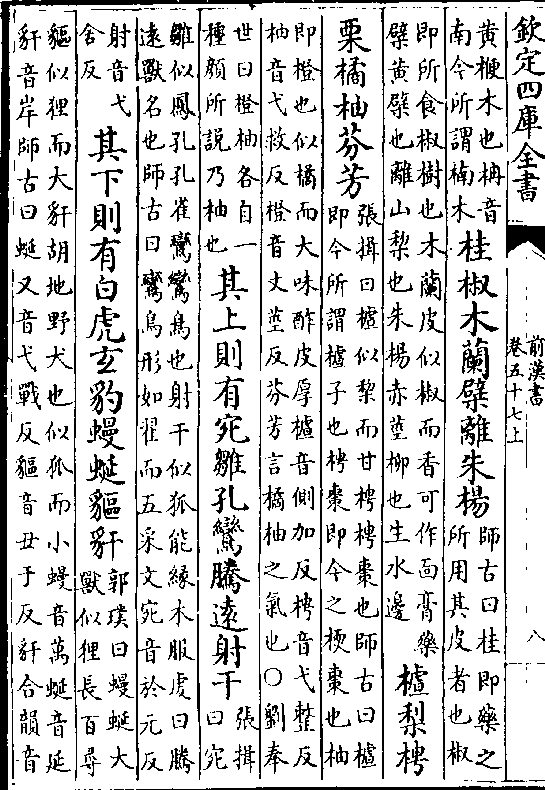 欽定四庫全書
前漢書
卷五十七上
八
黃楩木也枏音
南今所謂楠木
桂椒木蘭檗離朱楊
師古曰桂即藥之
所用其皮者也椒
即所食椒樹也木蘭皮似椒而香可作面膏藥
檗黃檗也離山棃也朱楊赤莖柳也生水邊
樝梨梬
栗橘柚芬芳
張揖曰樝似棃而甘梬梬棗也師古曰樝
即今所謂樝子也梬棗即今之梗棗也柚
即橙也似橘而大味酢皮厚樝音側加反梬音弋整反
柚音弋救反橙音丈莖反芬芳言橘柚之氣也○劉奉
世曰橙柚各自一
種顔所説乃柚也
其上則有宛雛孔鸞騰遠射干
張揖
曰宛
雛似鳳孔孔雀鸞鸞鳥也射干似狐能緣木服虔曰騰
遠獸名也師古曰鸞鳥形如翟而五采文宛音於元反
射音弋
舍反
其下則有白虎玄豹蟃蜒貙豻
郭璞曰蟃蜒大
獸似狸長百尋
貙似狸而大豻胡地野犬也似狐而小蟃音萬蜒音延
豻音岸師古曰蜒又音弋戰反貙音丑于反豻合韻音